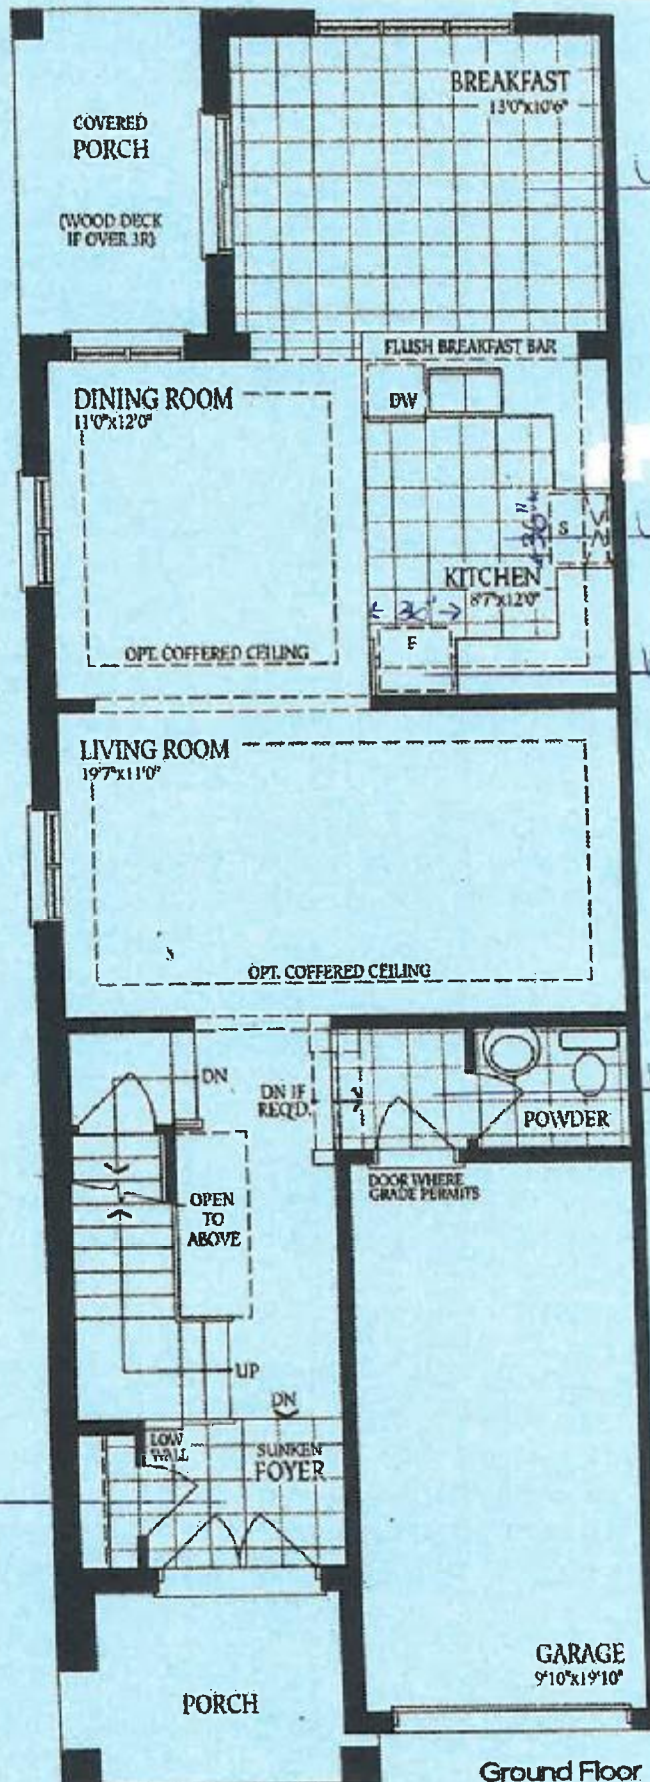 BREAKFAST
13'0"x10'6"
COVERED
PORCH
(WOOD DECK
IF OVER 3R)
FLUSH BREAKFAST BAR
DINING ROOM
11'0"x12'0"
DW
36"
S
KITCHEN
8'7"x12'0"
36"
F
OPT. COFFERED CEILING
LIVING ROOM
19'7"x11'0"
OPT. COFFERED CEILING
DN
DN IF
REQ'D.
POWDER
DOOR WHERE
GRADE PERMITS
OPEN
TO
ABOVE
UP
DN
LOW
WALL
SUNKEN
FOYER
GARAGE
9'10"x19'10"
PORCH
Ground Floor